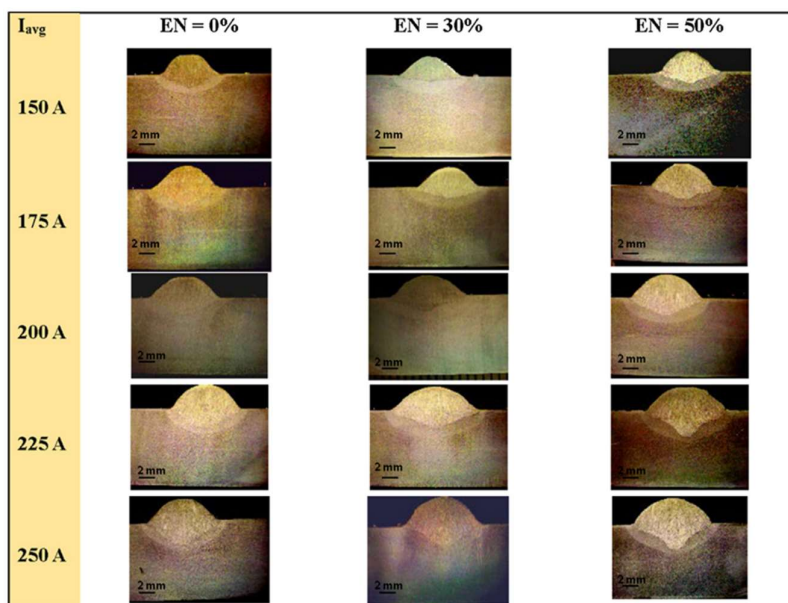 I_avg EN = 0% EN = 30% EN = 50%
150 A
2 mm 2 mm 2 mm
175 A
2 mm 2 mm 2 mm
200 A
2 mm 2 mm 2 mm
225 A
2 mm 2 mm 2 mm
250 A
2 mm 2 mm 2 mm